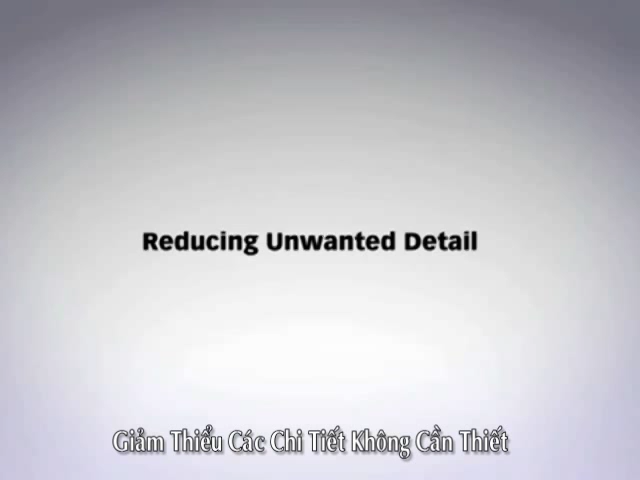 Reducing Unwanted Detail
Giảm Thiểu Các Chi Tiết Không Cần Thiết